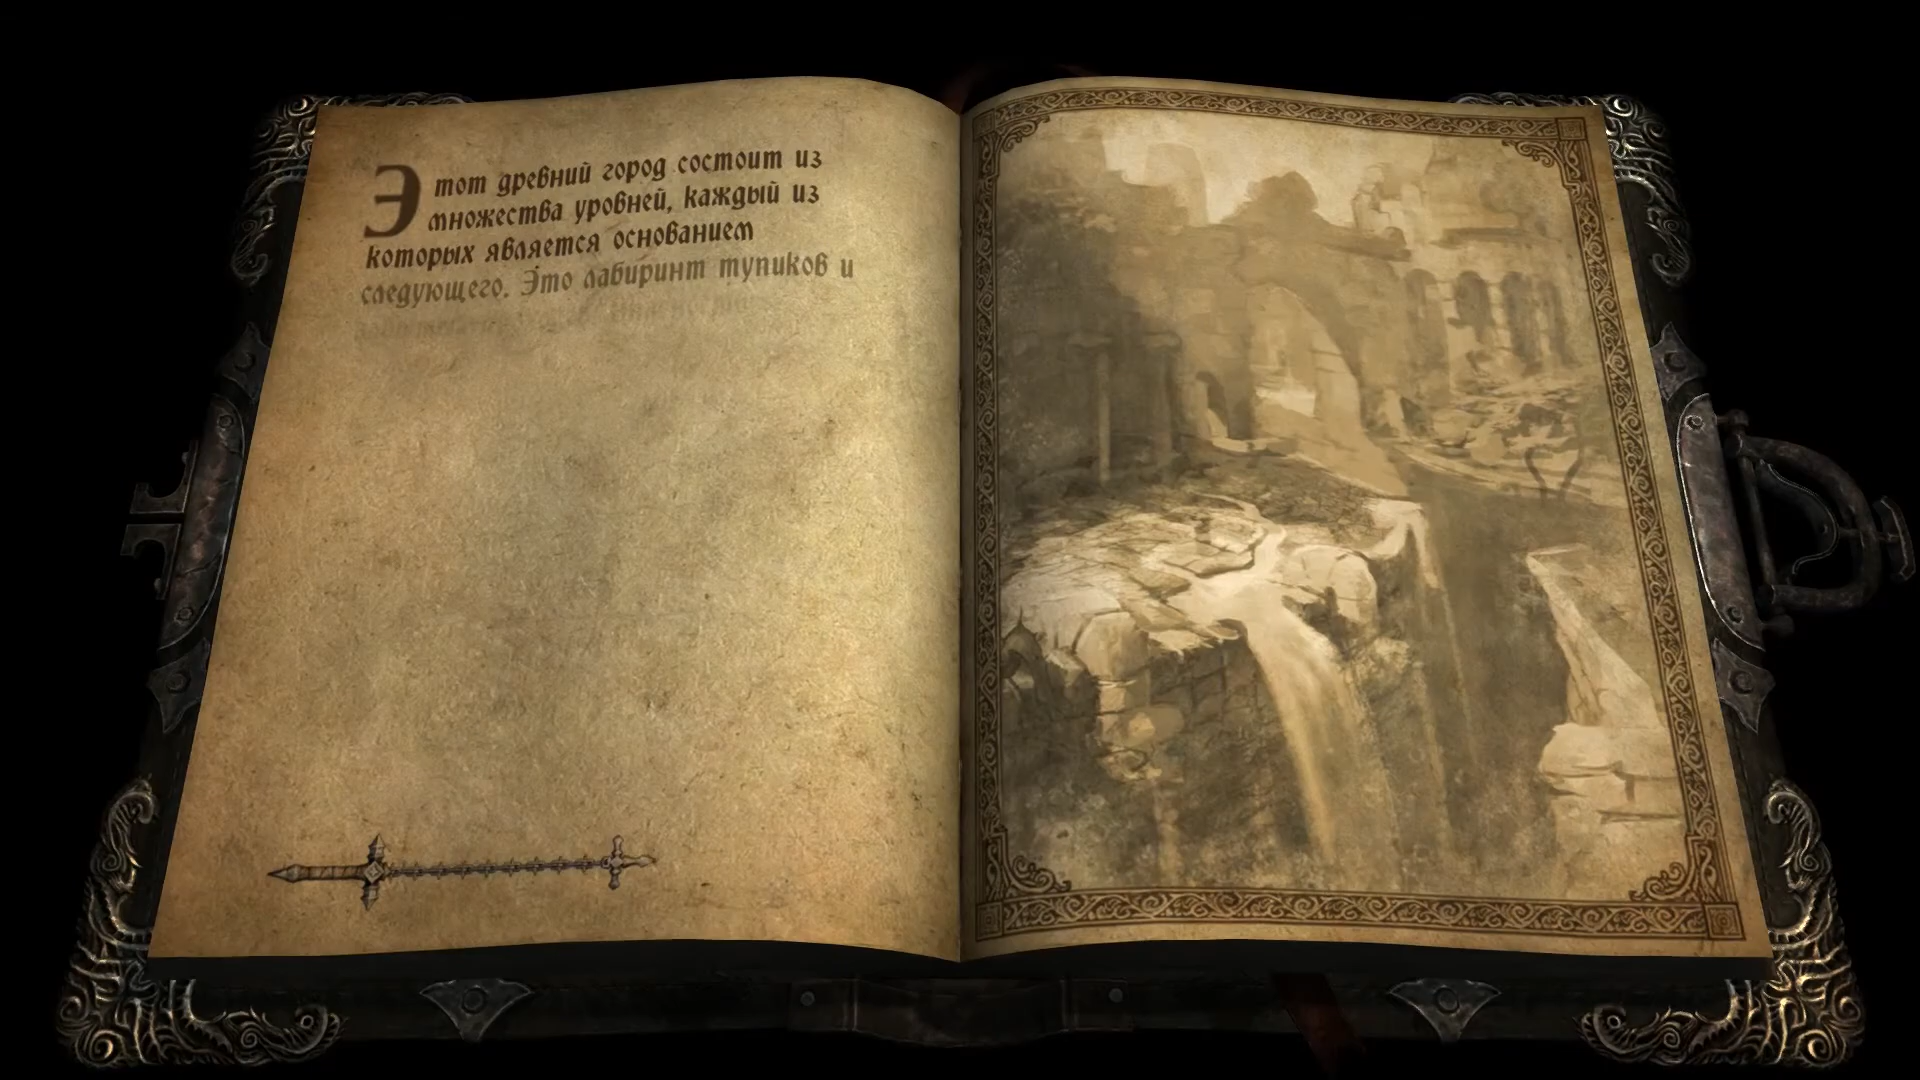 Этот древний город состоит из
множества уровней, каждый из
которых является основанием
следующего. Это лабиринт тупиков и